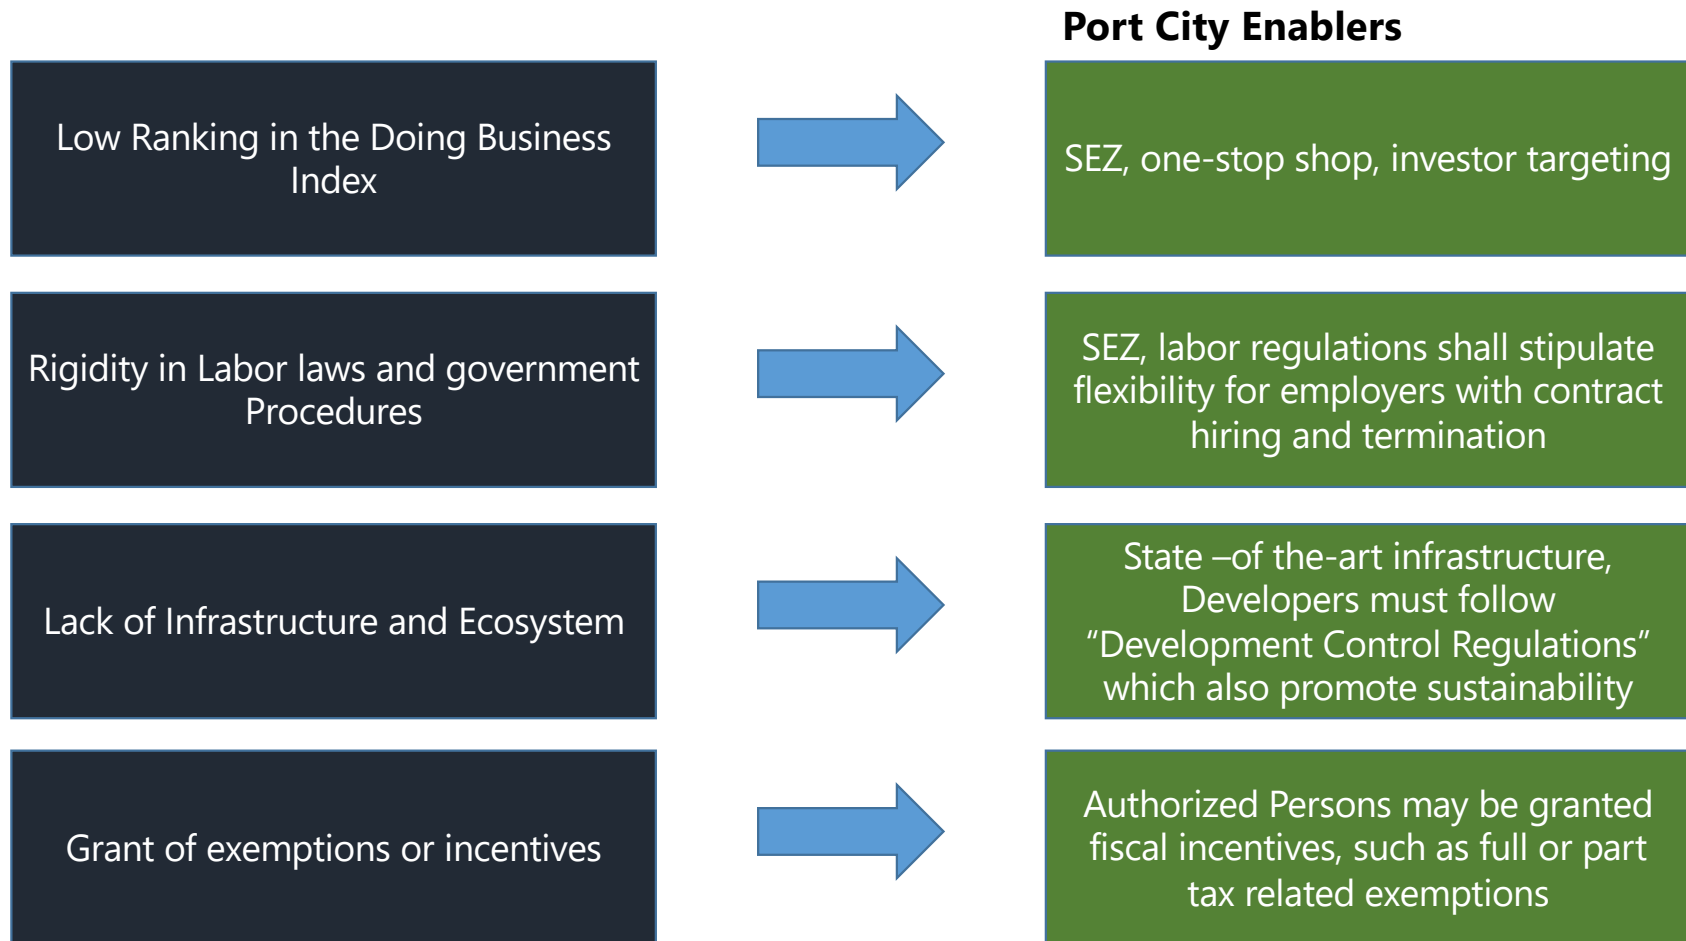 Port City Enablers
Low Ranking in the Doing Business
Index
SEZ, one-stop shop, investor targeting
Rigidity in Labor laws and government
Procedures
SEZ, labor regulations shall stipulate
flexibility for employers with contract
hiring and termination
Lack of Infrastructure and Ecosystem
State –of the-art infrastructure,
Developers must follow
“Development Control Regulations”
which also promote sustainability
Grant of exemptions or incentives
Authorized Persons may be granted
fiscal incentives, such as full or part
tax related exemptions